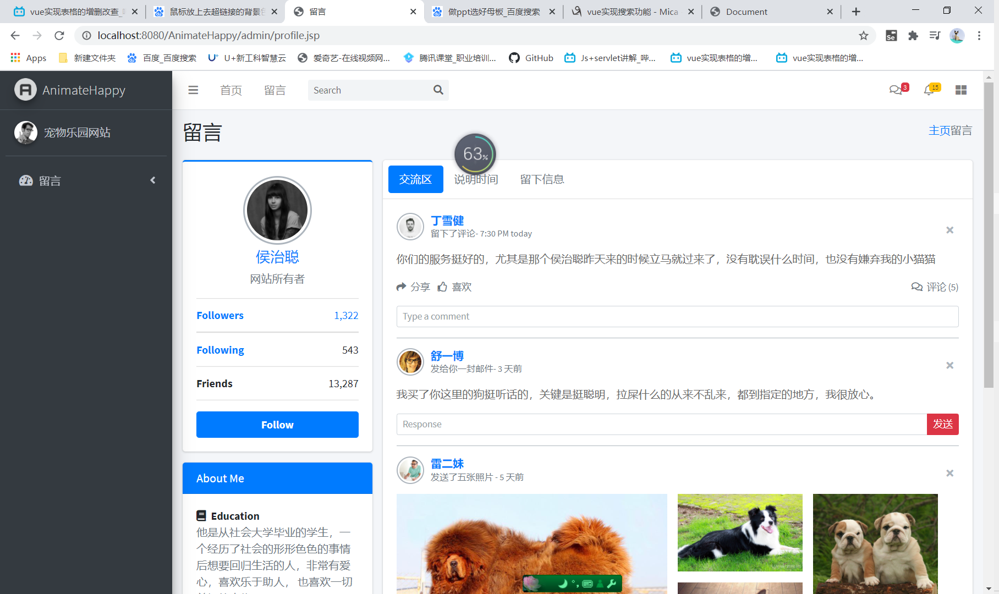 vue实现表格的增删改查_
鼠标放上去超链接的背景色
留言
做ppt选好母板_百度搜索
vue实现搜索功能 - Mica
Document
localhost:8080/AnimateHappy/admin/profile.jsp
Se
Apps
新建文件夹
百度_百度搜索
U+新工科智慧云
爱奇艺-在线视频网...
腾讯课堂_职业培训...
GitHub
Js+servlet讲解_哔...
vue实现表格的增...
vue实现表格的增...
AnimateHappy
首页
留言
Search
3
15
宠物乐园网站
留言
留言
主页留言
63%
侯治聪
网站所有者
Followers 1,322
Following 543
Friends 13,287
Follow
About Me
Education
他是从社会大学毕业的学生，一
个经历了社会的形形色色的事情
后想要回归生活的人，非常有爱
心，喜欢乐于助人， 也喜欢一切
交流区
说明时间
留下信息
丁雪健
留下了评论- 7:30 PM today
你们的服务挺好的，尤其是那个侯治聪昨天来的时候立马就过来了，没有耽误什么时间，也没有嫌弃我的小猫猫
分享 喜欢 评论 (5)
Type a comment
舒一博
发给你一封邮件- 3 天前
我买了你这里的狗挺听话的，关键是挺聪明，拉屎什么的从来不乱来，都到指定的地方，我很放心。
Response 发送
雷二妹
发送了五张照片 - 5 天前